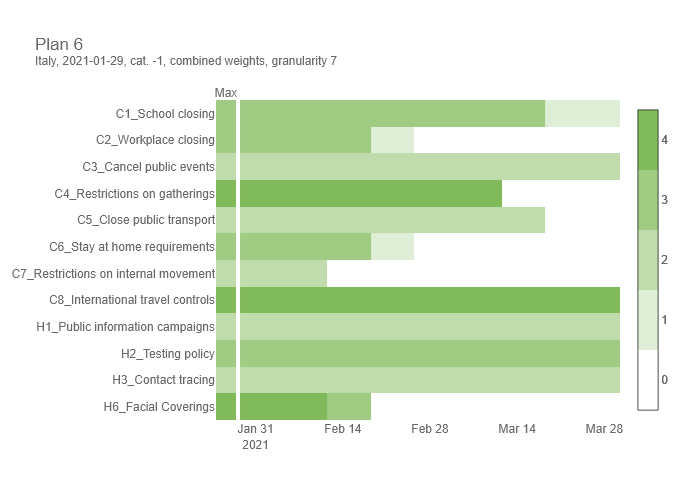 Plan 6
Italy, 2021-01-29, cat. -1, combined weights, granularity 7
Max
C1_School closing
C2_Workplace closing
C3_Cancel public events
C4_Restrictions on gatherings
C5_Close public transport
C6_Stay at home requirements
C7_Restrictions on internal movement
C8_International travel controls
H1_Public information campaigns
H2_Testing policy
H3_Contact tracing
H6_Facial Coverings
Jan 31 Feb 14 Feb 28 Mar 14 Mar 28
2021
4
3
2
1
0